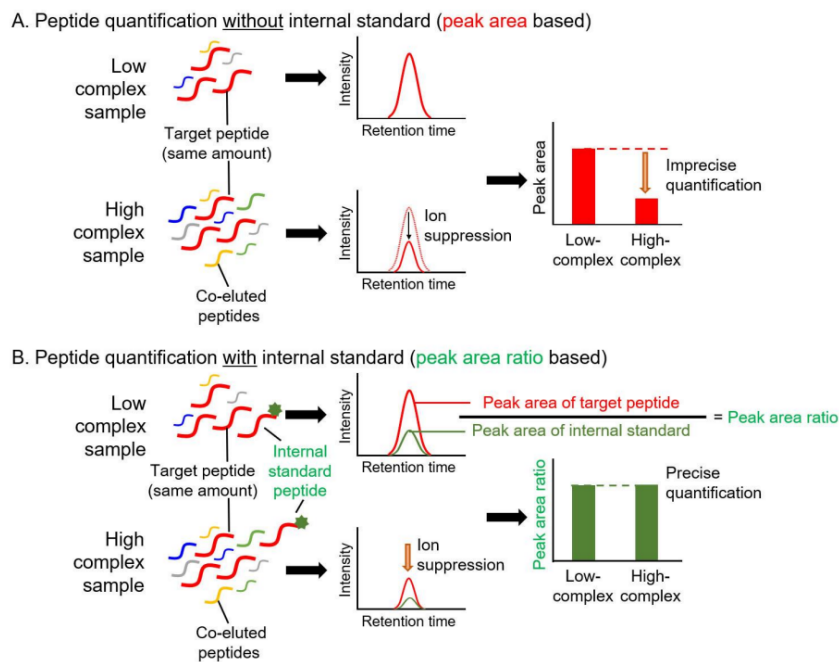 A. Peptide quantification without internal standard (peak area based)
Low
complex
sample
Target peptide
(same amount)
Intensity
Retention time
High
complex
sample
Co-eluted
peptides
Intensity
Ion
suppression
Retention time
Peak area
Imprecise
quantification
Low-
complex
High-
complex
B. Peptide quantification with internal standard (peak area ratio based)
Low
complex
sample
Target peptide
(same amount)
Internal
standard
peptide
Intensity
Retention time
Peak area of target peptide
Peak area of internal standard
= Peak area ratio
High
complex
sample
Co-eluted
peptides
Intensity
Ion
suppression
Retention time
Peak area ratio
Precise
quantification
Low-
complex
High-
complex